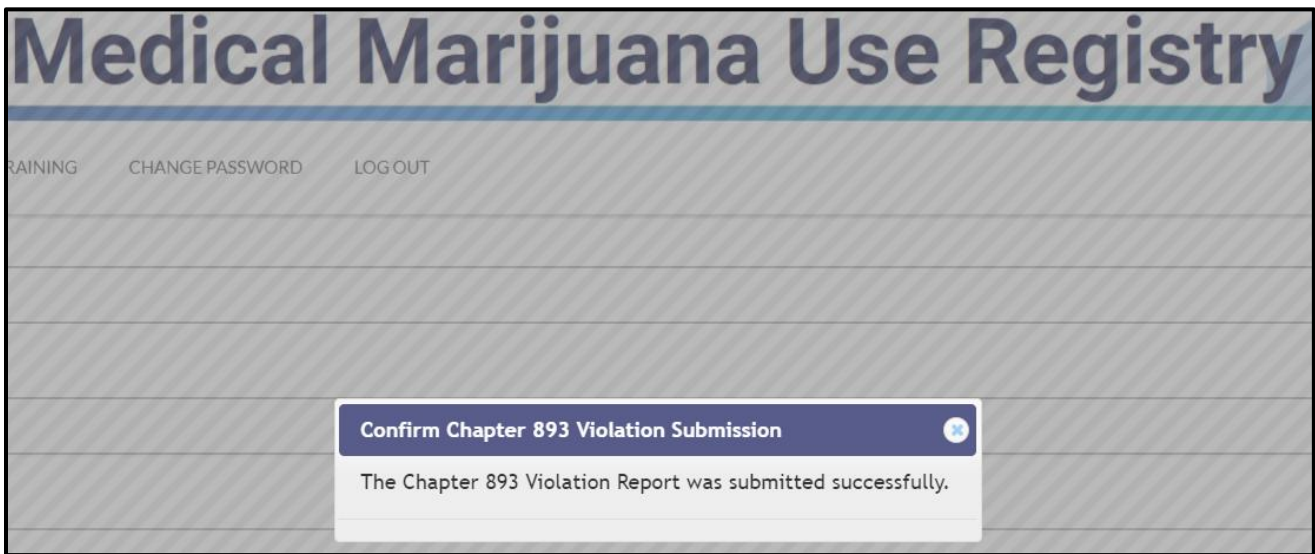 Medical Marijuana Use Registry
RAINING CHANGE PASSWORD LOG OUT
Confirm Chapter 893 Violation Submission
The Chapter 893 Violation Report was submitted successfully.